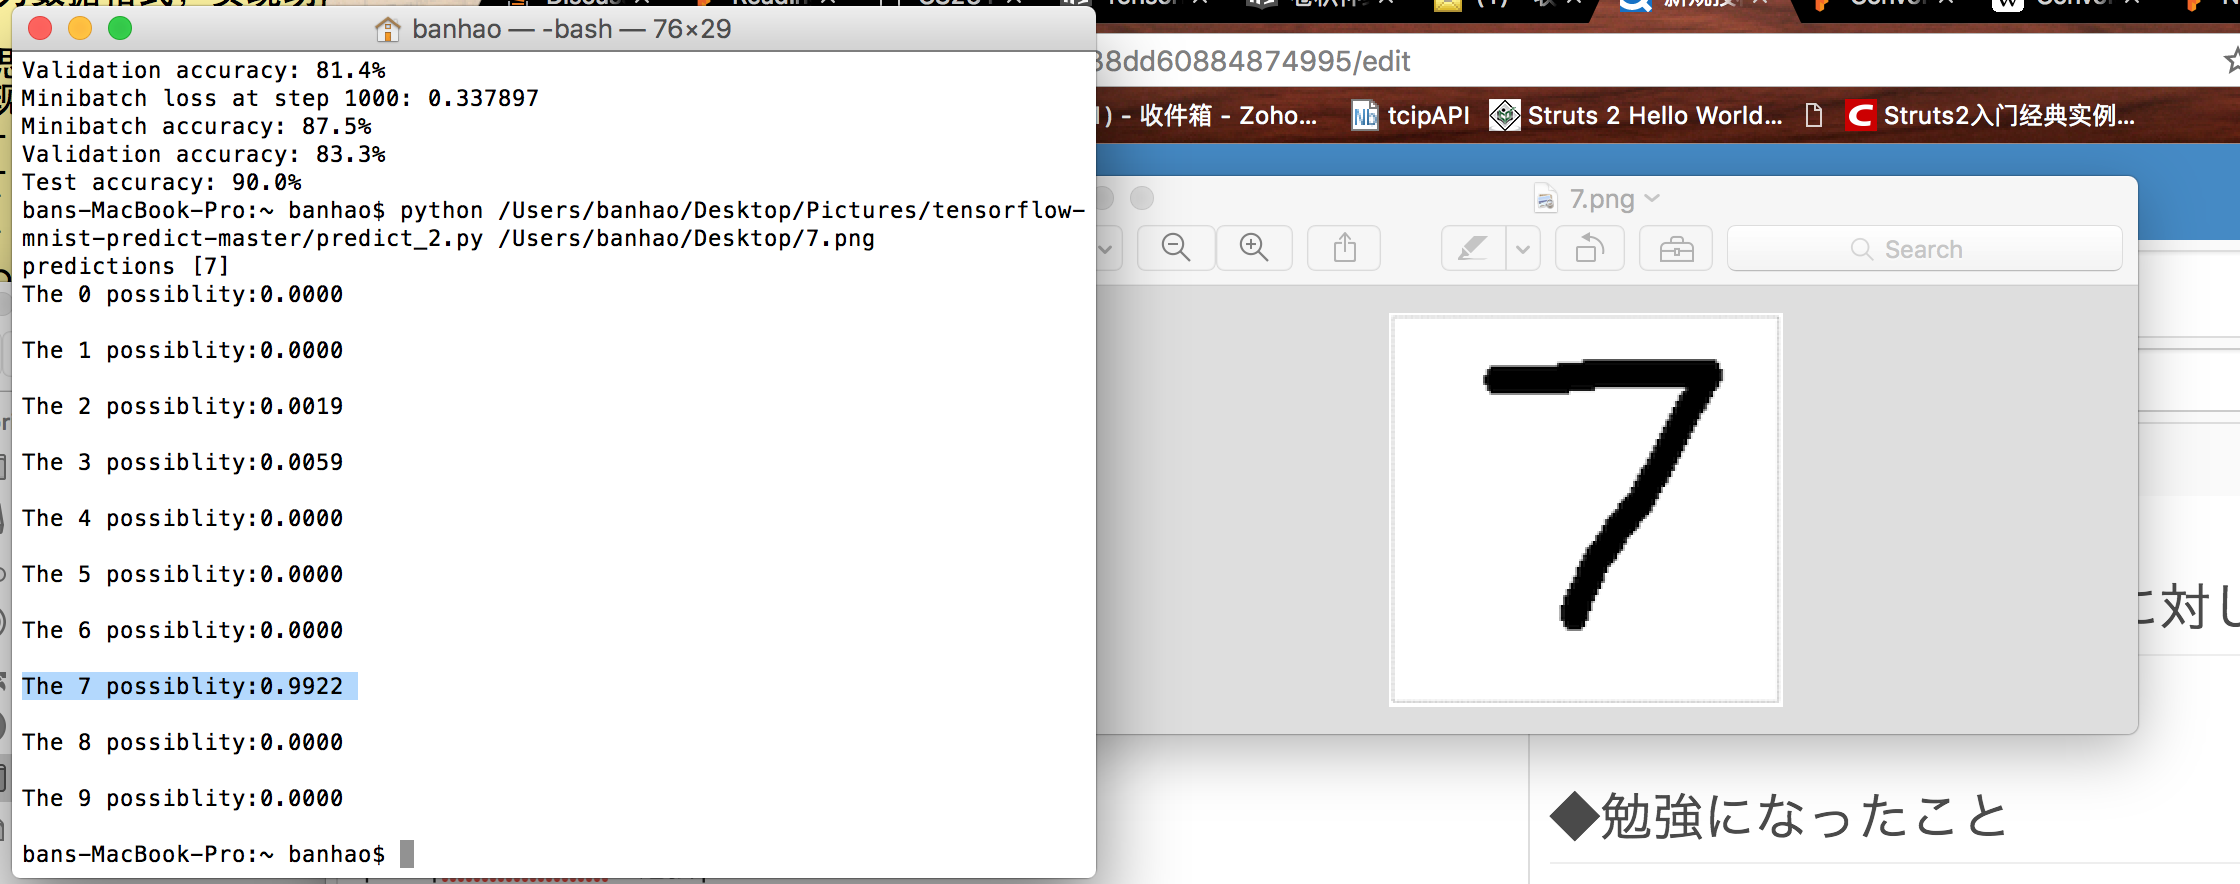 banhao — -bash — 76×29
Validation accuracy: 81.4%
Minibatch loss at step 1000: 0.337897
Minibatch accuracy: 87.5%
Validation accuracy: 83.3%
Test accuracy: 90.0%
bans-MacBook-Pro:~ banhao$ python /Users/banhao/Desktop/Pictures/tensorflow-
mnist-predict-master/predict_2.py /Users/banhao/Desktop/7.png
predictions [7]
The 0 possiblity:0.0000
The 1 possiblity:0.0000
The 2 possiblity:0.0019
The 3 possiblity:0.0059
The 4 possiblity:0.0000
The 5 possiblity:0.0000
The 6 possiblity:0.0000
The 7 possiblity:0.9922
The 8 possiblity:0.0000
The 9 possiblity:0.0000
bans-MacBook-Pro:~ banhao$
38dd60884874995/edit
1) - 收件箱 - Zoho... tcipAPI Struts 2 Hello World... Struts2入门经典实例...
7.png
Search
7
に対し
◆勉強になったこと